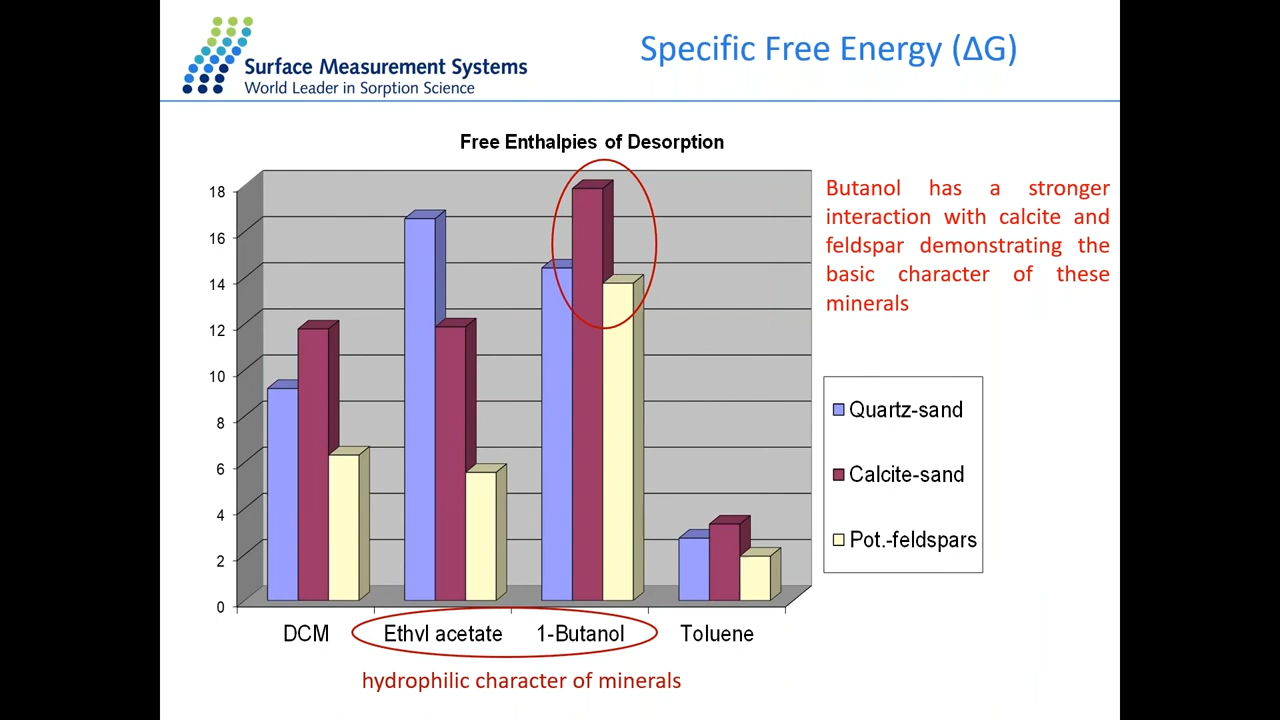 Surface Measurement Systems
World Leader in Sorption Science
Specific Free Energy (ΔG)
Free Enthalpies of Desorption
18
16
14
12
10
8
6
4
2
0
DCM
Ethvl acetate
1-Butanol
Toluene
hydrophilic character of minerals
Butanol has a stronger
interaction with calcite and
feldspar demonstrating the
basic character of these
minerals
Quartz-sand
Calcite-sand
Pot.-feldspars